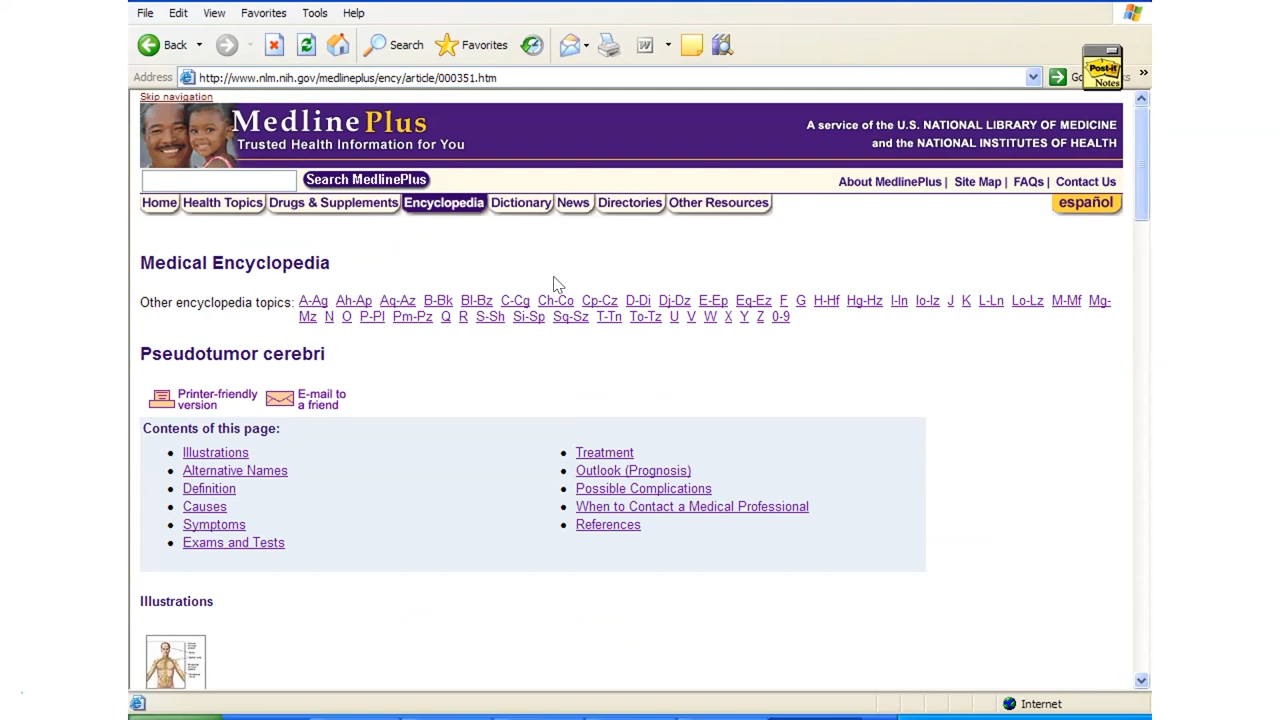 File Edit View Favorites Tools Help
Back Search Favorites
Address http://www.nlm.nih.gov/medlineplus/ency/article/000351.htm
Post-it
Notes
Skip navigation
MedlinePlus
Trusted Health Information for You
A service of the U.S. NATIONAL LIBRARY OF MEDICINE
and the NATIONAL INSTITUTES OF HEALTH
Search MedlinePlus
About MedlinePlus | Site Map | FAQs | Contact Us
Home Health Topics Drugs & Supplements Encyclopedia Dictionary News Directories Other Resources español
Medical Encyclopedia
Other encyclopedia topics: A-Ag Ah-Ap Aq-Az B-Bk Bl-Bz C-Cg Ch-Co Cp-Cz D-Di Dj-Dz E-Ep Eq-Ez F G H-Hf Hg-Hz I-In Io-Iz J K L-Ln Lo-Lz M-Mf Mg-
Mz N O P-Pl Pm-Pz Q R S-Sh Si-Sp Sq-Sz T-Tn To-Tz U V W X Y Z 0-9
Pseudotumor cerebri
Printer-friendly
version
E-mail to
a friend
Contents of this page:
Illustrations
Alternative Names
Definition
Causes
Symptoms
Exams and Tests
Treatment
Outlook (Prognosis)
Possible Complications
When to Contact a Medical Professional
References
Illustrations
Internet